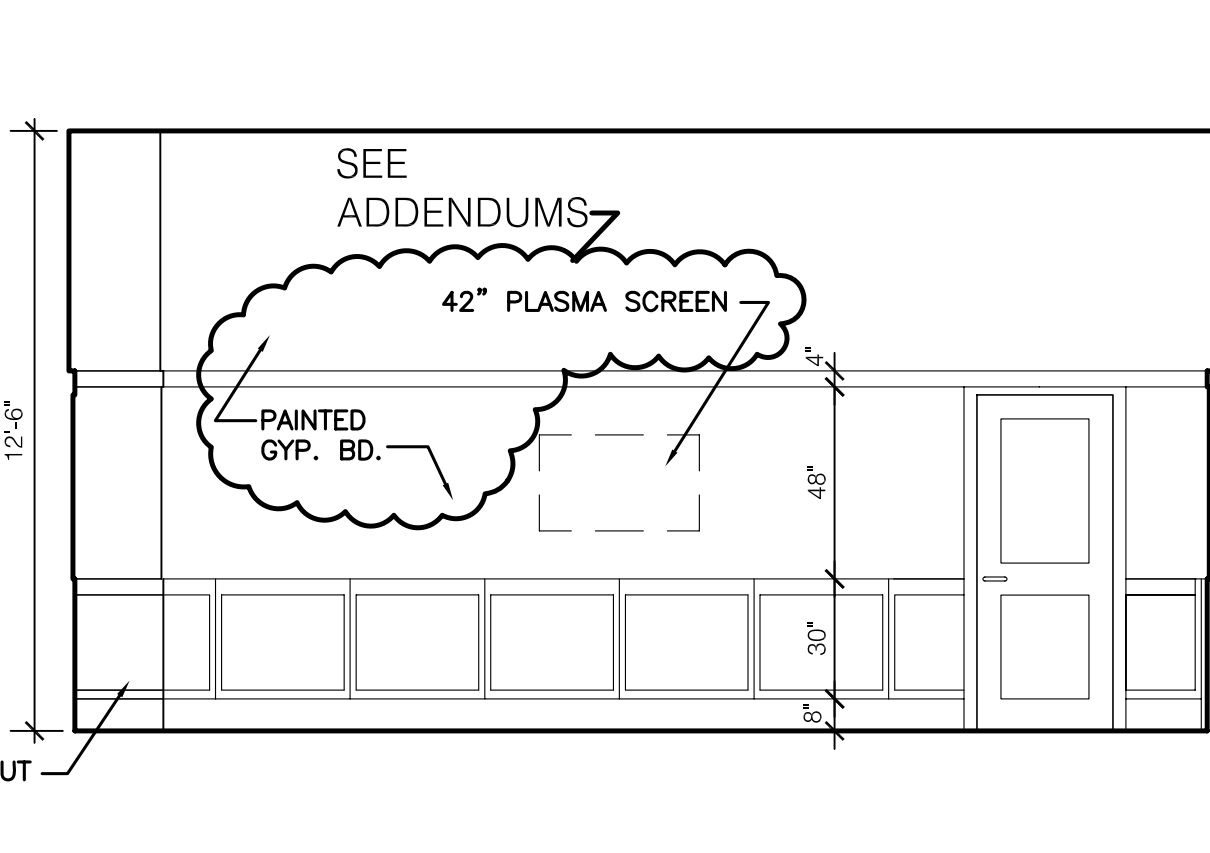 SEE
ADDENDUMS
42” PLASMA SCREEN
4"
PAINTED
GYP. BD.
12'-6"
48"
30"
8"
UT